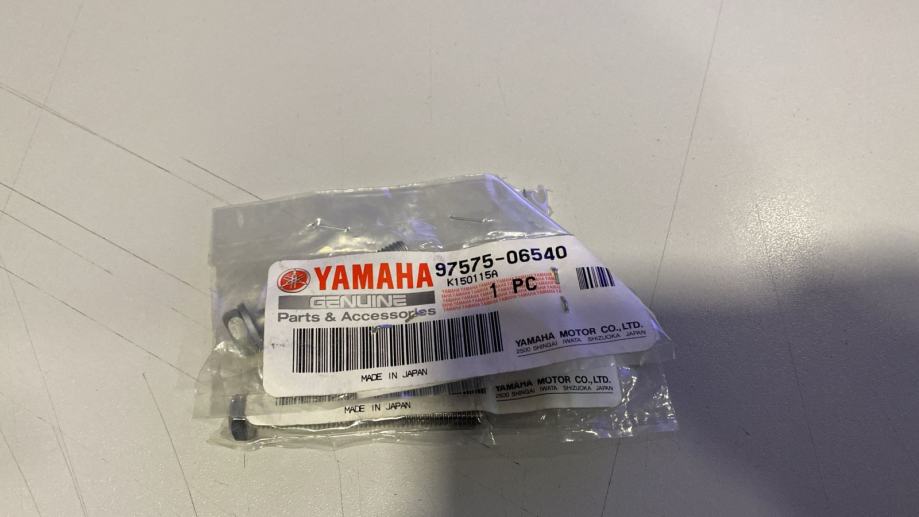 YAMAHA
97575-06540
K150115A
1 PC
GENUINE
Parts & Accessories
YAMAHA MOTOR CO.,LTD.
2500 SHINGAI IWATA SHIZUOKA JAPAN
MADE IN JAPAN
YAMAHA MOTOR CO.,LTD.
2500 SHINGAI IWATA SHIZUOKA JAPAN
MADE IN JAPAN